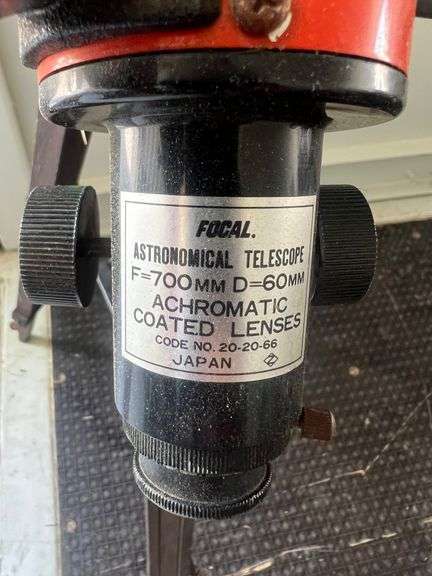 FOCAL.
ASTRONOMICAL TELESCOPE
F=700MM D=60MM
ACHROMATIC
COATED LENSES
CODE NO. 20-20-66
JAPAN